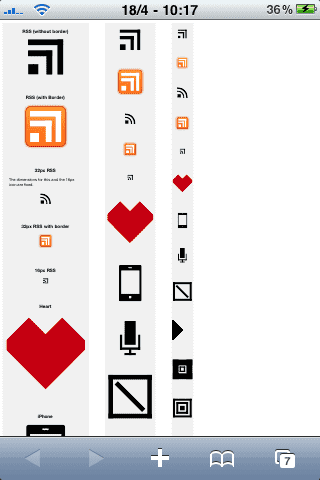 18/4 - 10:17
36%
RSS (without border)
RSS (with Border)
22px RSS
The dimensions for this and the 16px
icon are fixed.
32px RSS with border
16px RSS
Heart
iPhone
7